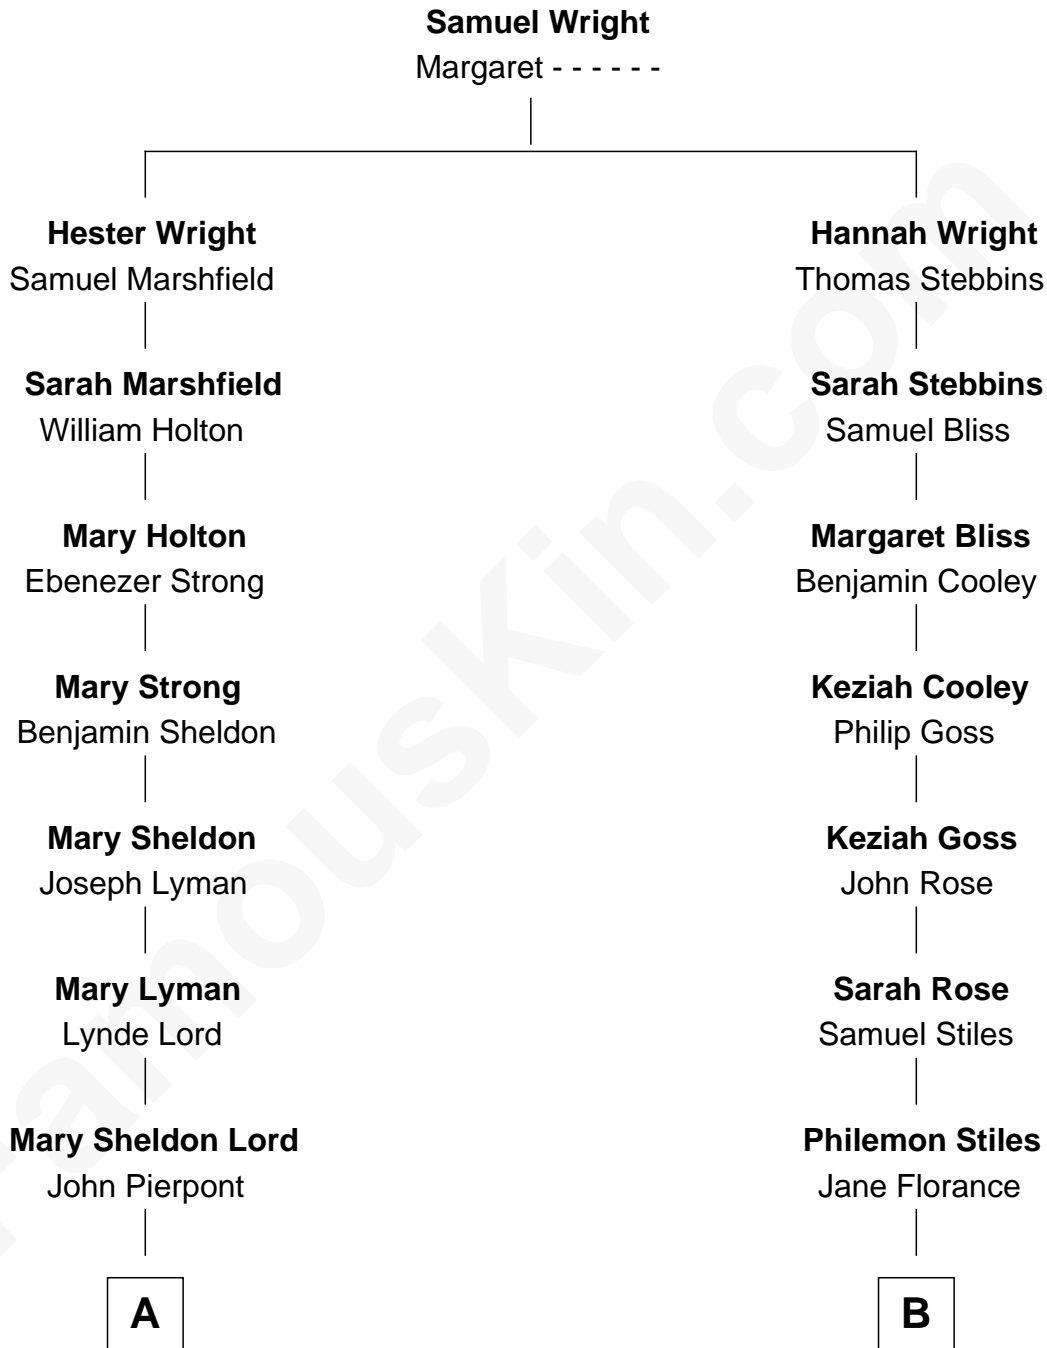 Samuel Wright
Margaret - - - - - -
Hester Wright
Samuel Marshfield
Hannah Wright
Thomas Stebbins
Sarah Marshfield
William Holton
Sarah Stebbins
Samuel Bliss
Mary Holton
Ebenezer Strong
Margaret Bliss
Benjamin Cooley
Mary Strong
Benjamin Sheldon
Keziah Cooley
Philip Goss
Mary Sheldon
Joseph Lyman
Keziah Goss
John Rose
Mary Lyman
Lynde Lord
Sarah Rose
Samuel Stiles
Mary Sheldon Lord
John Pierpont
Philemon Stiles
Jane Florance
A
B
FamousKin.com